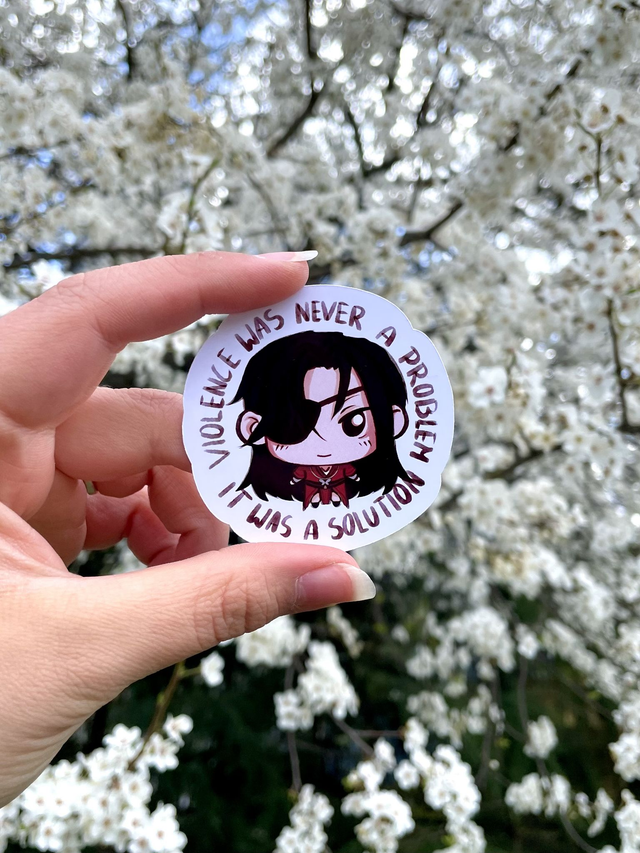 VIOLENCE WAS NEVER A PROBLEM
IT WAS A SOLUTION